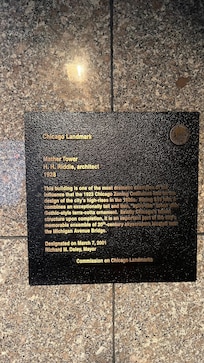 Chicago Landmark
Mather Tower
H. H. Riddle, architect
1928
This building is one of the most dramatic
influence that the 1923 Chicago Zoning
design of the city's high-rises in the 1920s.
combines an exceptionally tall and
Gothic-style terra-cotta ornament.
structure upon completion, it is an important part of the
memorable ensemble of 20th-century skyscrapers
the Michigan Avenue Bridge.
Designated on March 7, 2001
Richard M. Daley, Mayor
Commission on Chicago Landmarks